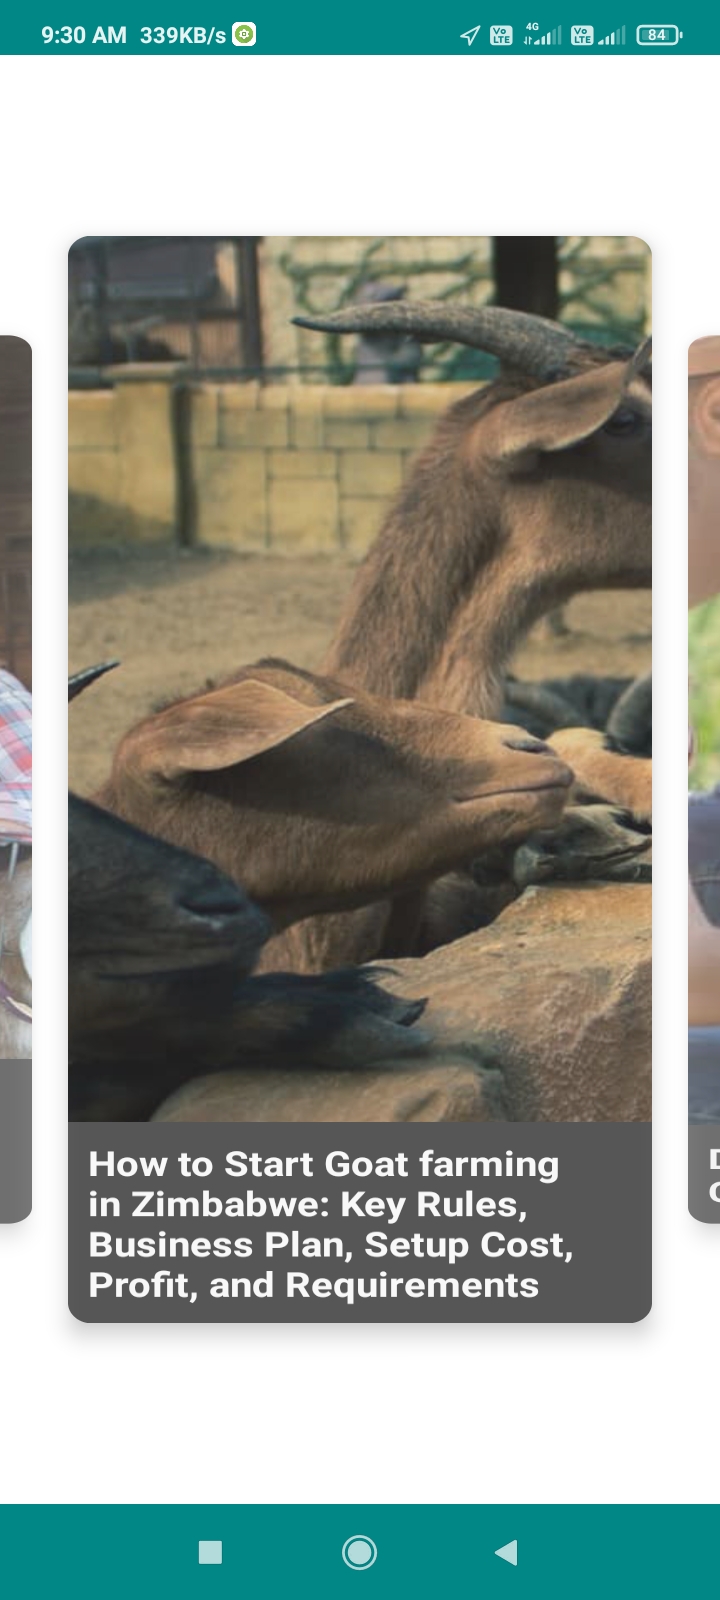 9:30 AM 339KB/s
Vo LTE 4G Vo LTE 84
How to Start Goat farming
in Zimbabwe: Key Rules,
Business Plan, Setup Cost,
Profit, and Requirements